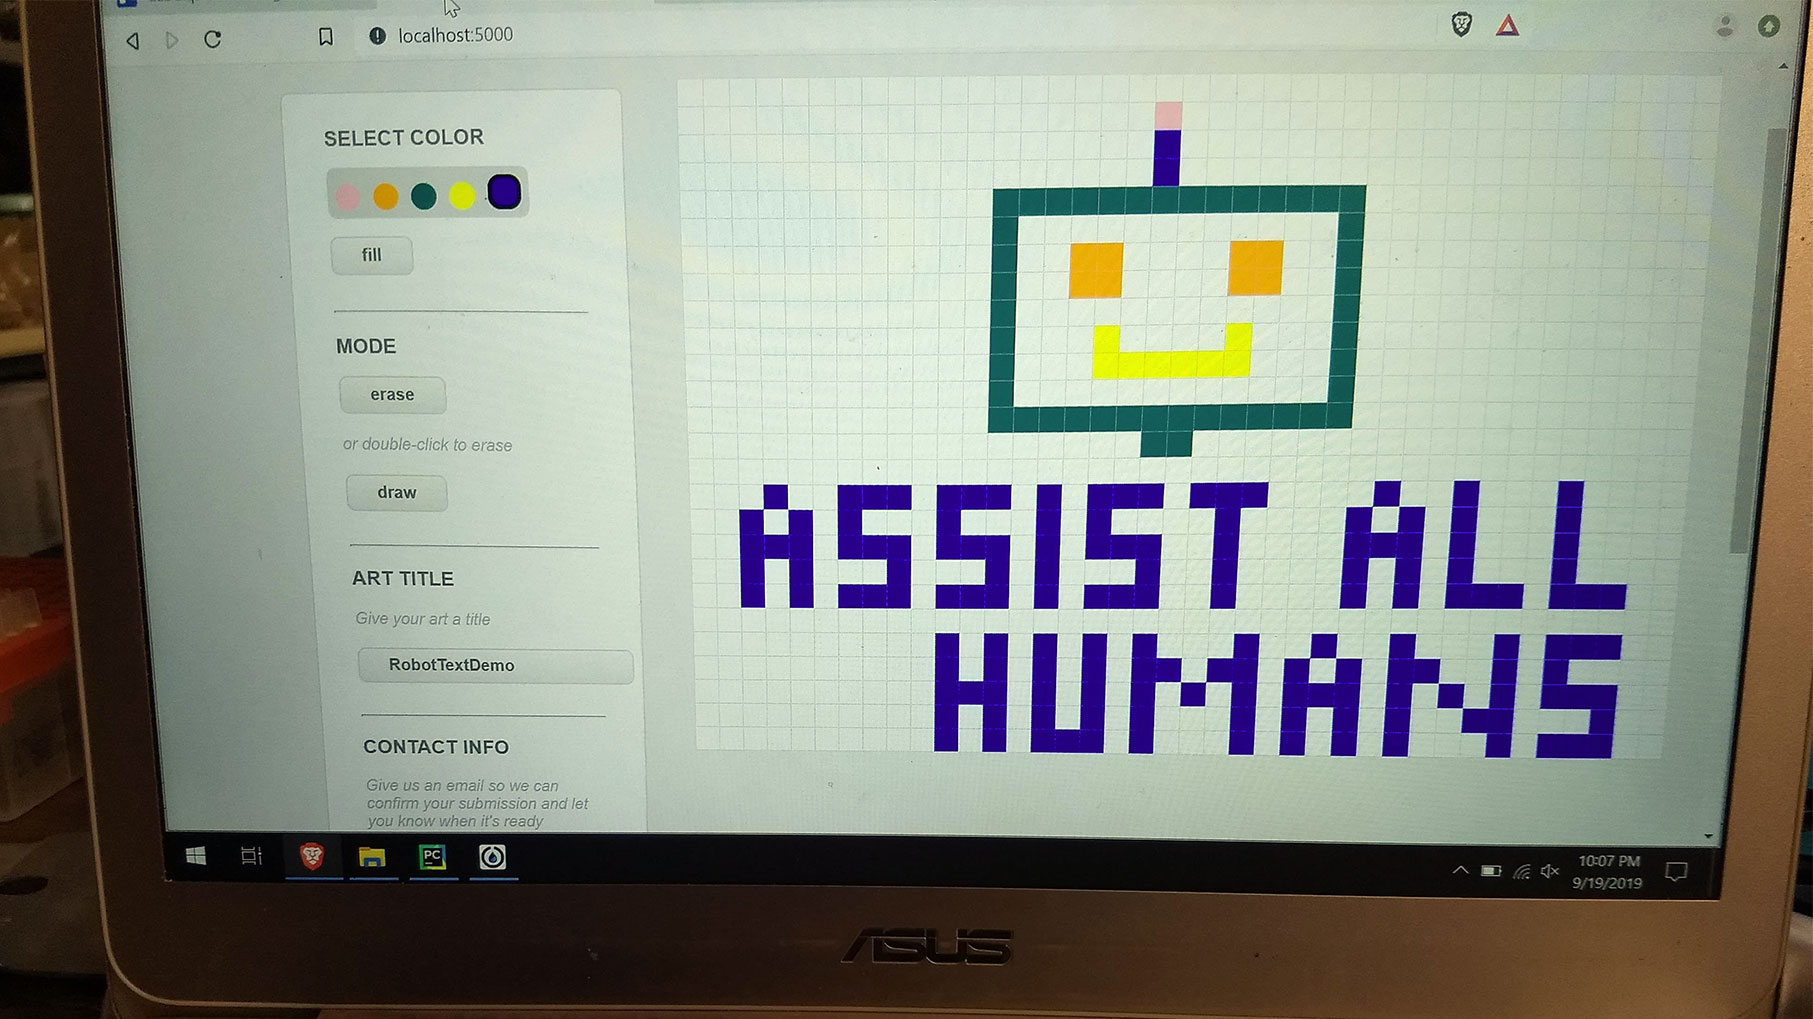 localhost:5000
SELECT COLOR
fill
MODE
erase
or double-click to erase
draw
ART TITLE
Give your art a title
RobotTextDemo
CONTACT INFO
Give us an email so we can
confirm your submission and let
you know when it's ready
ASSIST ALL
HUMANS
PC
10:07 PM
9/19/2019
ASUS